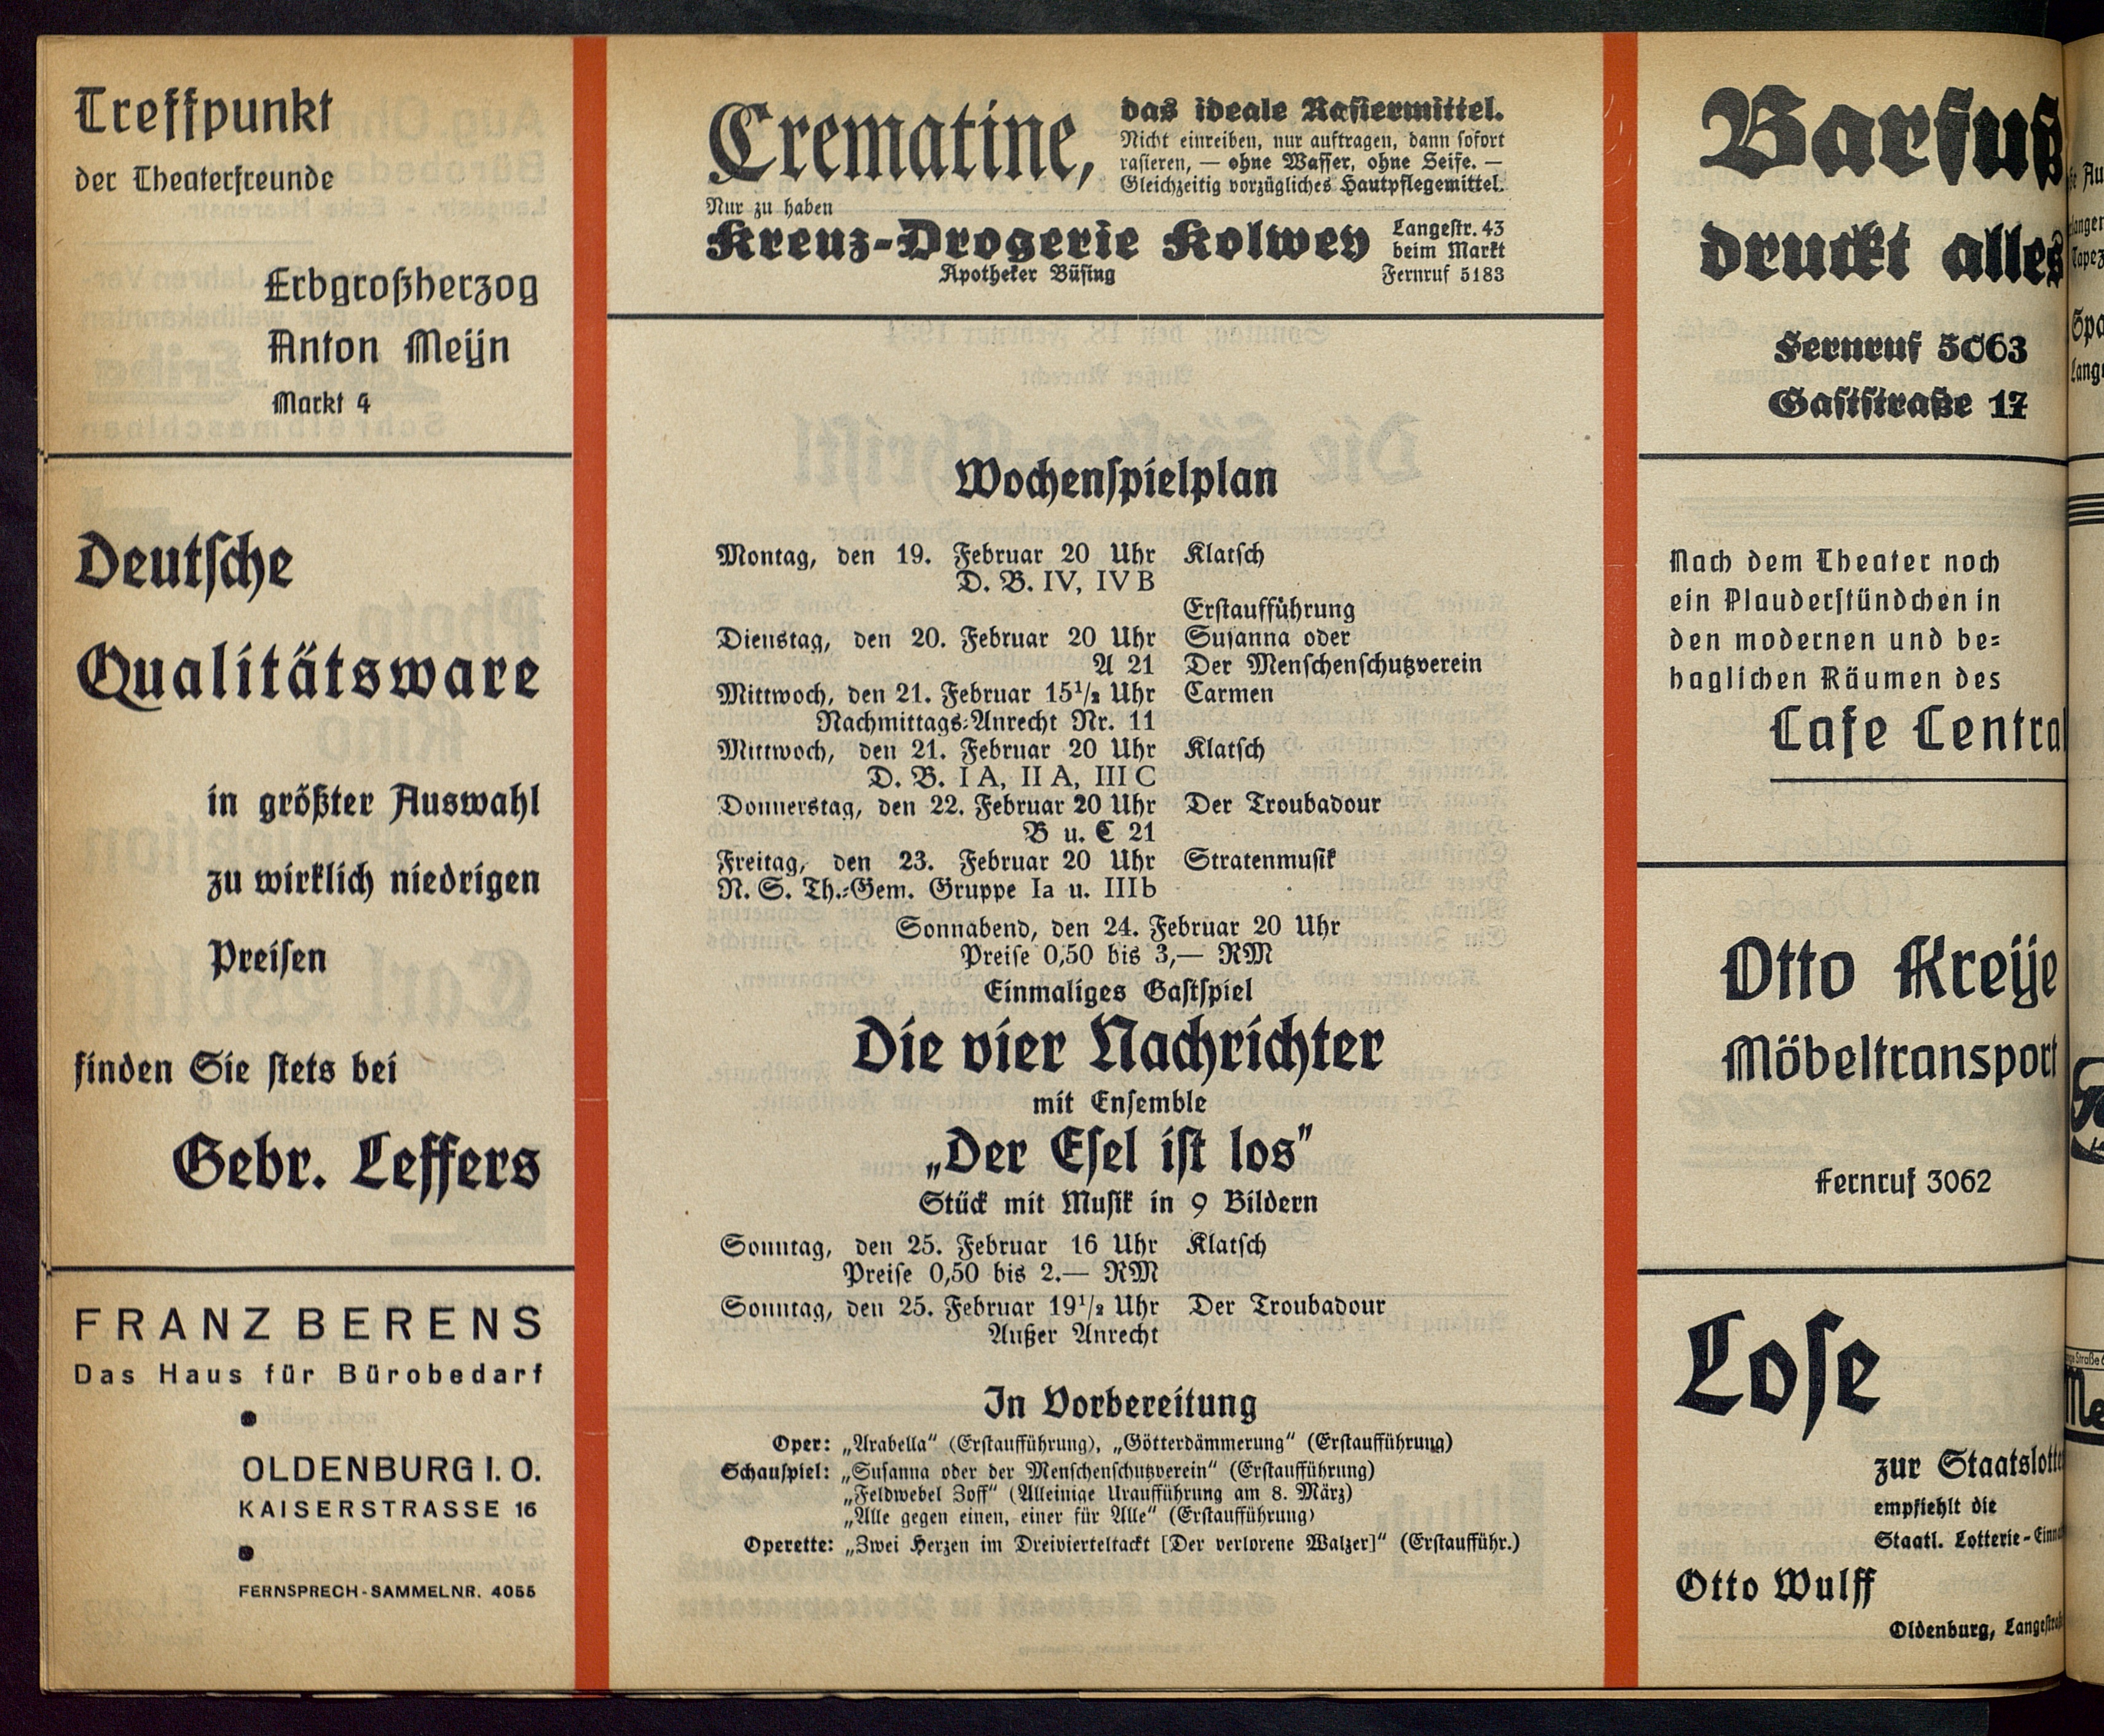 Treffpunkt
der Theaterfreunde
Erbgroßherzog
Anton Meijn
Markt 4
Deutsche
Qualitätsware
in größter Auswahl
zu wirklich niedrigen
Preisen
finden Sie stets bei
Gebr. Leffers
FRANZ BERENS
Das Haus für Bürobedarf
OLDENBURG I. O.
KAISERSTRASSE 16
FERNSPRECH-SAMMELNR. 4055
Crematine, das ideale Rasiermittel.
Nicht einreiben, nur auftragen, dann sofort
rasieren, — ohne Wasser, ohne Seife. —
Gleichzeitig vorzügliches Hautpflegemittel.
Nur zu haben
Kreuz-Drogerie Kolwey
Apotheker Büsing
Langestr. 43
beim Markt
Fernruf 5183
Wochenspielplan
Montag, den 19. Februar 20 Uhr Klatsch
D. B. IV, IV B
Erstaufführung
Dienstag, den 20. Februar 20 Uhr Susanna oder
A 21 Der Menschenschutzverein
Mittwoch, den 21. Februar 15¹/₂ Uhr Carmen
Nachmittags-Anrecht Nr. 11
Mittwoch, den 21. Februar 20 Uhr Klatsch
D. B. I A, II A, III C
Donnerstag, den 22. Februar 20 Uhr Der Troubadour
B u. C 21
Freitag, den 23. Februar 20 Uhr Stratenmusik
N. S. Th.-Gem. Gruppe Ia u. IIIb
Sonnabend, den 24. Februar 20 Uhr
Preise 0,50 bis 3,— RM
Einmaliges Gastspiel
Die vier Nachrichter
mit Ensemble
„Der Esel ist los"
Stück mit Musik in 9 Bildern
Sonntag, den 25. Februar 16 Uhr Klatsch
Preise 0,50 bis 2.— RM
Sonntag, den 25. Februar 19¹/₂ Uhr Der Troubadour
Außer Anrecht
In Vorbereitung
Oper: „Arabella“ (Erstaufführung), „Götterdämmerung“ (Erstaufführung)
Schauspiel: „Susanna oder der Menschenschutzverein“ (Erstaufführung)
„Feldwebel Zoff“ (Alleinige Uraufführung am 8. März)
„Alle gegen einen, einer für Alle“ (Erstaufführung)
Operette: „Zwei Herzen im Dreivierteltackt [Der verlorene Walzer]“ (Erstaufführ.)
Barfuß
druckt alles
Fernruf 5063
Gaststraße 17
Nach dem Theater noch
ein Plauderstündchen in
den modernen und be-
haglichen Räumen des
Cafe Central
Otto Kreije
Möbeltransport
Fernruf 3062
Lose
zur
empfiehlt die
Staatl. Lotterie-
Otto Wulff
Oldenburg,